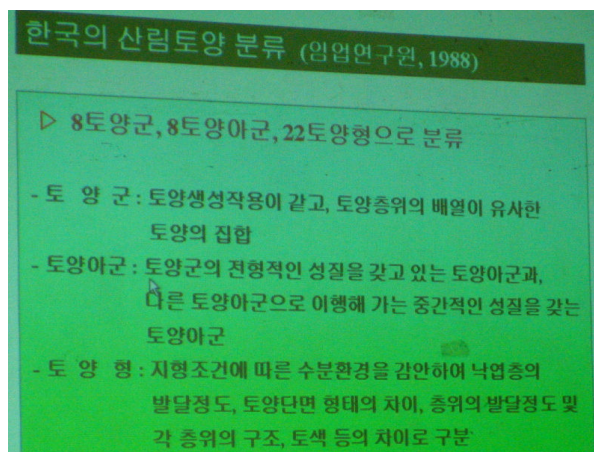 한국의 산림토양 분류 (임업연구원, 1988)
▷ 8토양군, 8토양아군, 22토양형으로 분류
- 토 양 군 : 토양생성작용이 같고, 토양층위의 배열이 유사한
토양의 집합
- 토양아군 : 토양군의 전형적인 성질을 갖고 있는 토양아군과,
다른 토양아군으로 이행해 가는 중간적인 성질을 갖는
토양아군
- 토 양 형 : 지형조건에 따른 수분환경을 감안하여 낙엽층의
발달정도, 토양단면 형태의 차이, 층위의 발달정도 및
각 층위의 구조, 토색 등의 차이로 구분